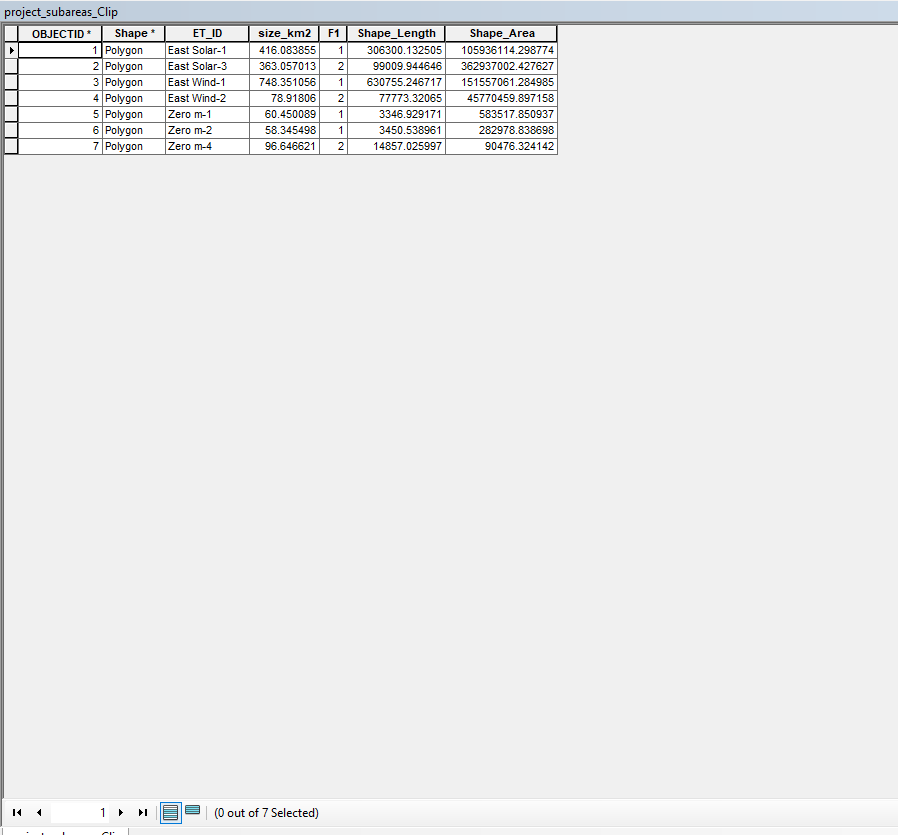 project_subareas_Clip
OBJECTID * Shape * ET_ID size_km2 F1 Shape_Length Shape_Area
1 Polygon East Solar-1 416.083855 1 306300.132505 105936114.298774
2 Polygon East Solar-3 363.057013 2 99009.944646 362937002.427627
3 Polygon East Wind-1 748.351056 1 630755.246717 151557061.284985
4 Polygon East Wind-2 78.91806 2 77773.32065 45770459.897158
5 Polygon Zero m-1 60.450089 1 3346.929171 583517.850937
6 Polygon Zero m-2 58.345498 1 3450.538961 282978.838698
7 Polygon Zero m-4 96.646621 2 14857.025997 90476.324142
1 (0 out of 7 Selected)